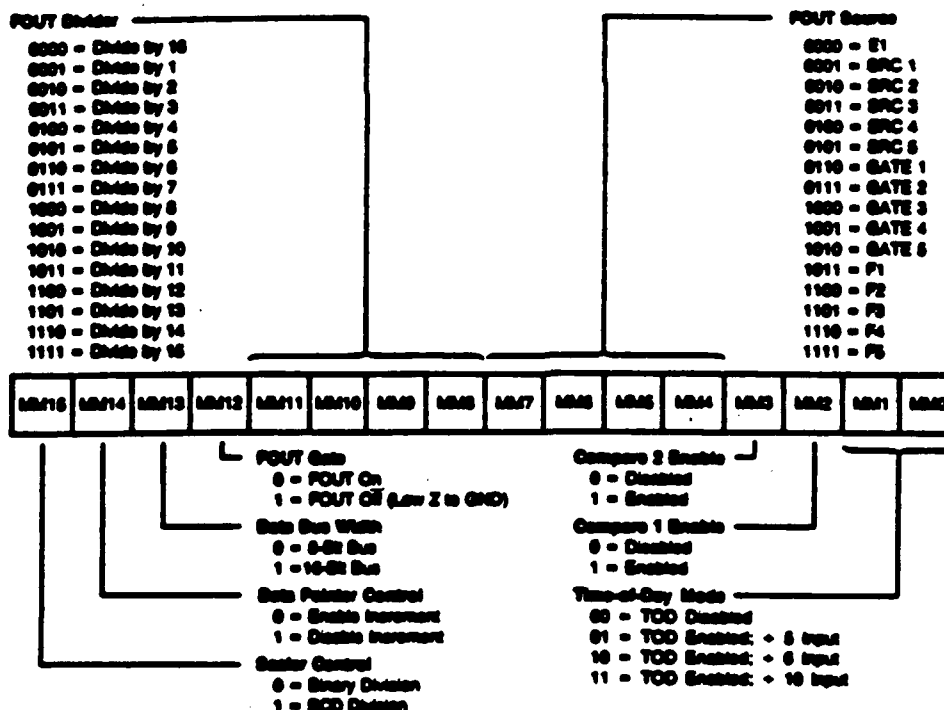 FOUT Divider
0000 = Divide by 16
0001 = Divide by 1
0010 = Divide by 2
0011 = Divide by 3
0100 = Divide by 4
0101 = Divide by 5
0110 = Divide by 6
0111 = Divide by 7
1000 = Divide by 8
1001 = Divide by 9
1010 = Divide by 10
1011 = Divide by 11
1100 = Divide by 12
1101 = Divide by 13
1110 = Divide by 14
1111 = Divide by 15
FOUT Source
0000 = E1
0001 = SRC 1
0010 = SRC 2
0011 = SRC 3
0100 = SRC 4
0101 = SRC 5
0110 = GATE 1
0111 = GATE 2
1000 = GATE 3
1001 = GATE 4
1010 = GATE 5
1011 = F1
1100 = F2
1101 = F3
1110 = F4
1111 = F5
MM15 MM14 MM13 MM12 MM11 MM10 MM9 MM8 MM7 MM6 MM5 MM4 MM3 MM2 MM1 MM0
FOUT Gate
0 = FOUT On
1 = FOUT Off (Low Z to GND)
Data Bus Width
0 = 8-Bit Bus
1 =16-Bit Bus
Data Pointer Control
0 = Enable Increment
1 = Disable Increment
Scaler Control
0 = Binary Division
1 = BCD Division
Compare 2 Enable
0 = Disabled
1 = Enabled
Compare 1 Enable
0 = Disabled
1 = Enabled
Time-of-Day Mode
00 = TOD Disabled
01 = TOD Enabled; ÷ 5 Input
10 = TOD Enabled; ÷ 6 Input
11 = TOD Enabled; ÷ 10 Input